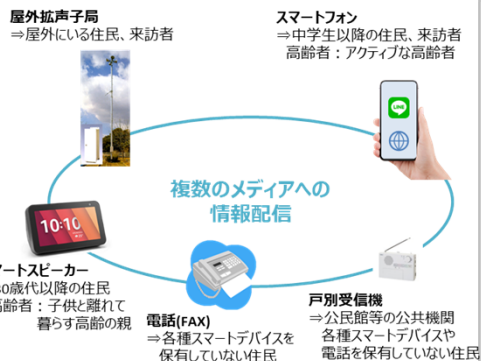 屋外拡声子局
⇒屋外にいる住民、来訪者
スマートフォン
⇒中学生以降の住民、来訪者
高齢者：アクティブな高齢者
LINE
複数のメディアへの
情報配信
10:10
ートスピーカー
30歳代以降の住民
高齢者：子供と離れて
暮らす高齢の親
電話(FAX)
⇒各種スマートデバイスを
保有していない住民
戸別受信機
⇒公民館等の公共機関
各種スマートデバイスや
電話を保有していない住民